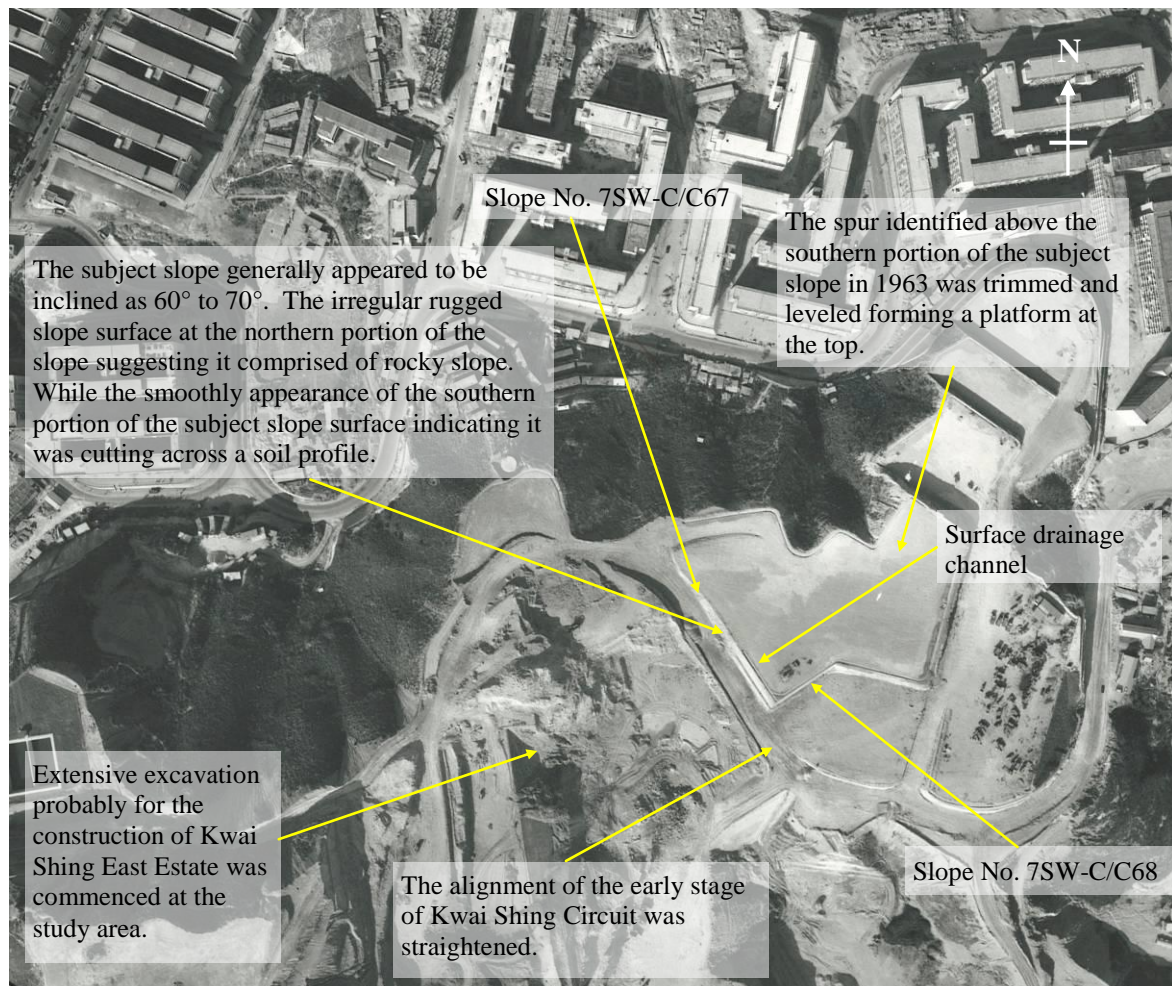 N
Slope No. 7SW-C/C67
The spur identified above the
southern portion of the subject
slope in 1963 was trimmed and
leveled forming a platform at
the top.
The subject slope generally appeared to be
inclined as 60° to 70°.  The irregular rugged
slope surface at the northern portion of the
slope suggesting it comprised of rocky slope.
While the smoothly appearance of the southern
portion of the subject slope surface indicating it
was cutting across a soil profile.
Surface drainage
channel
Extensive excavation
probably for the
construction of Kwai
Shing East Estate was
commenced at the
study area.
The alignment of the early stage
of Kwai Shing Circuit was
straightened.
Slope No. 7SW-C/C68